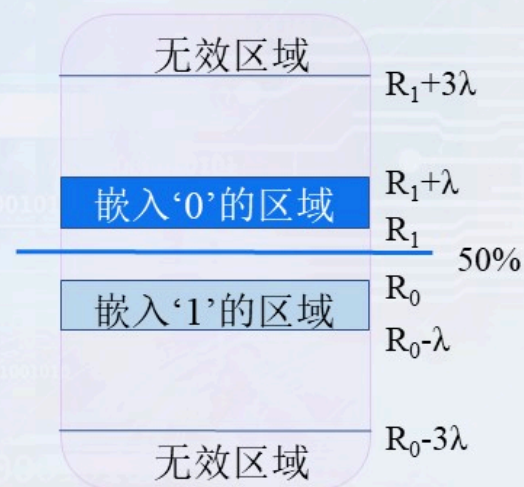 无效区域
R₁+3λ
R₁+λ
嵌入‘0’的区域
R₁
50%
R₀
嵌入‘1’的区域
R₀-λ
R₀-3λ
无效区域